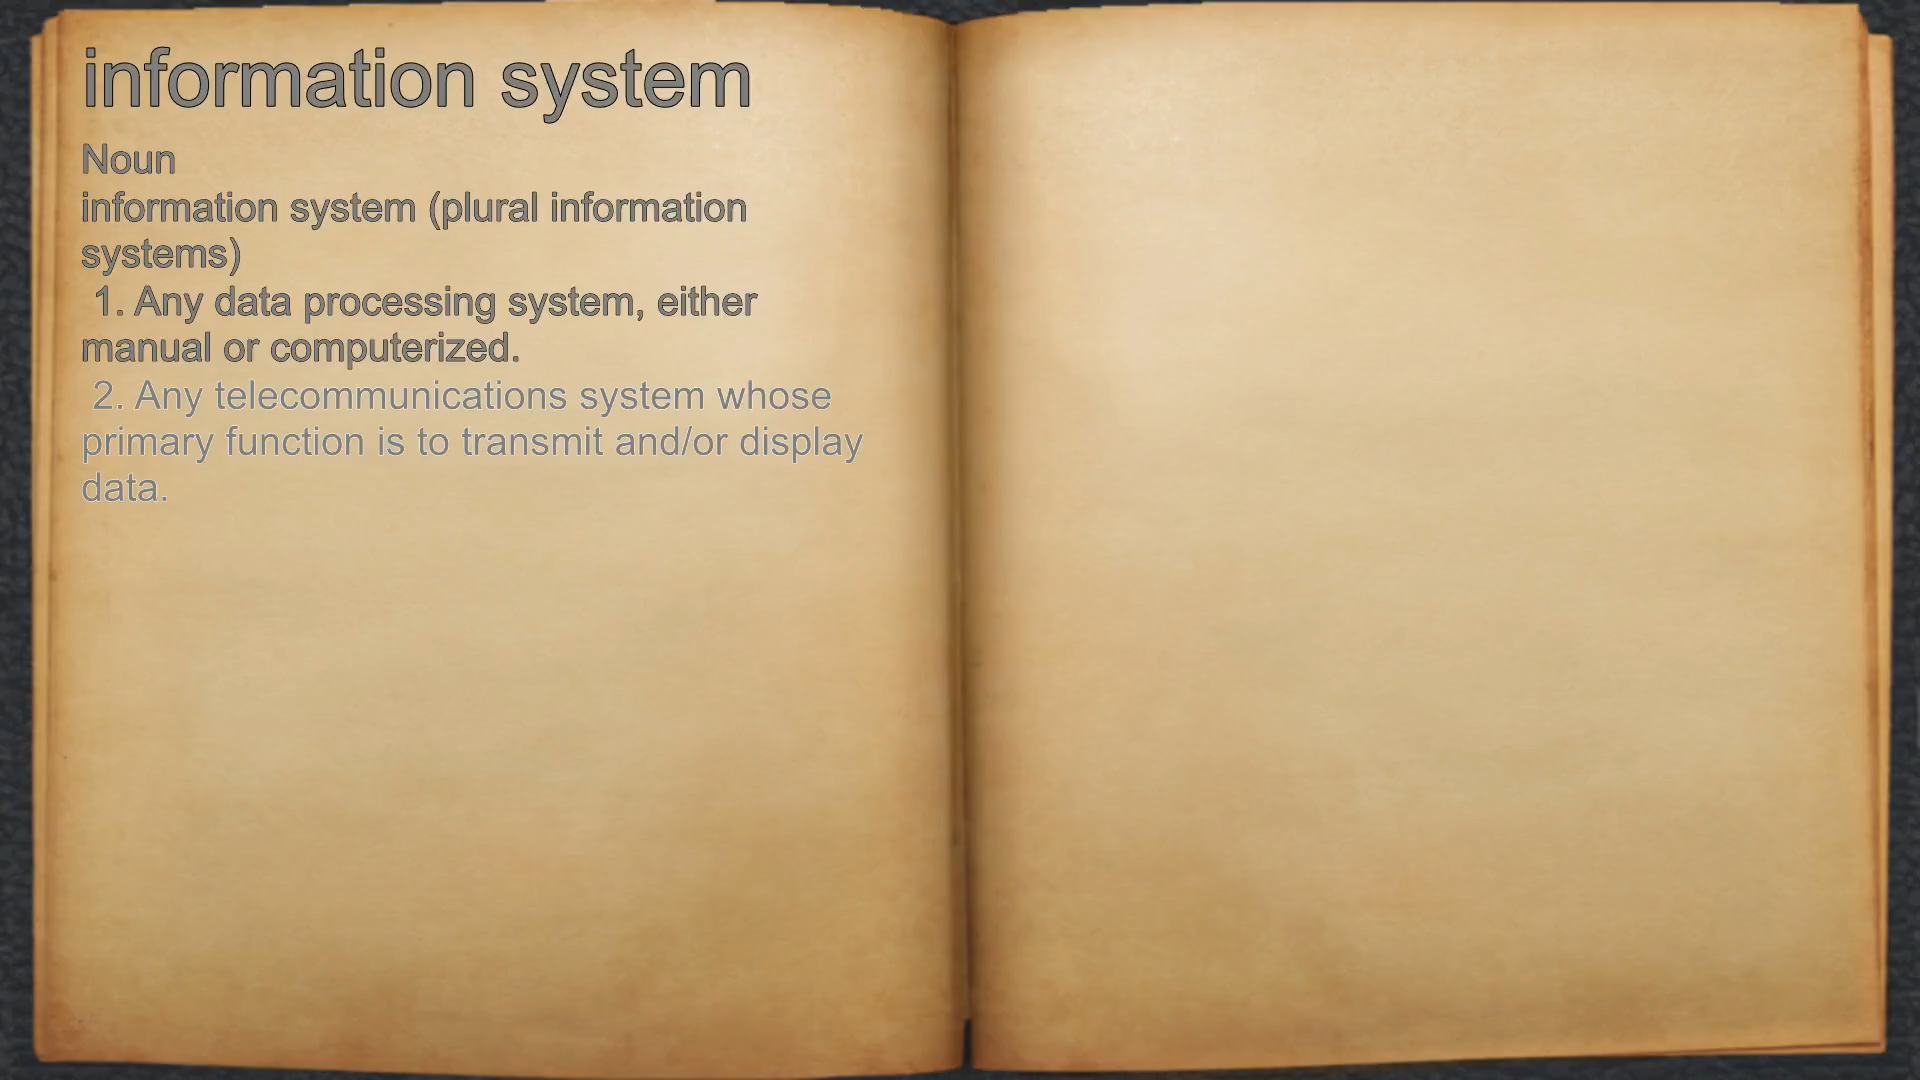 information system
Noun
information system (plural information
systems)
1. Any data processing system, either
manual or computerized.
2. Any telecommunications system whose
primary function is to transmit and/or display
data.